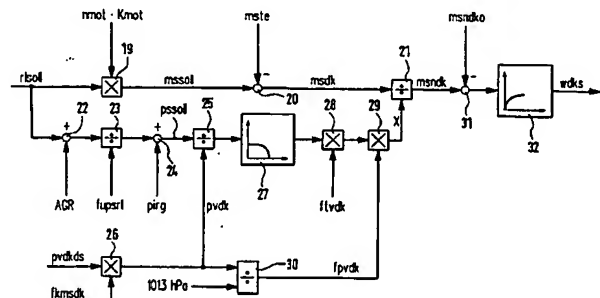 nmot · Kmot
mste
msndko
19
21
rlsoll
mssoll
msdk
msndk
wdks
20
31
32
22
23
pssoll
25
28
29
X
24
27
AGR
fupsrl
pirg
pvdk
ftvdk
26
pvdkds
30
fpvdk
1013 hPa
fkmsdk